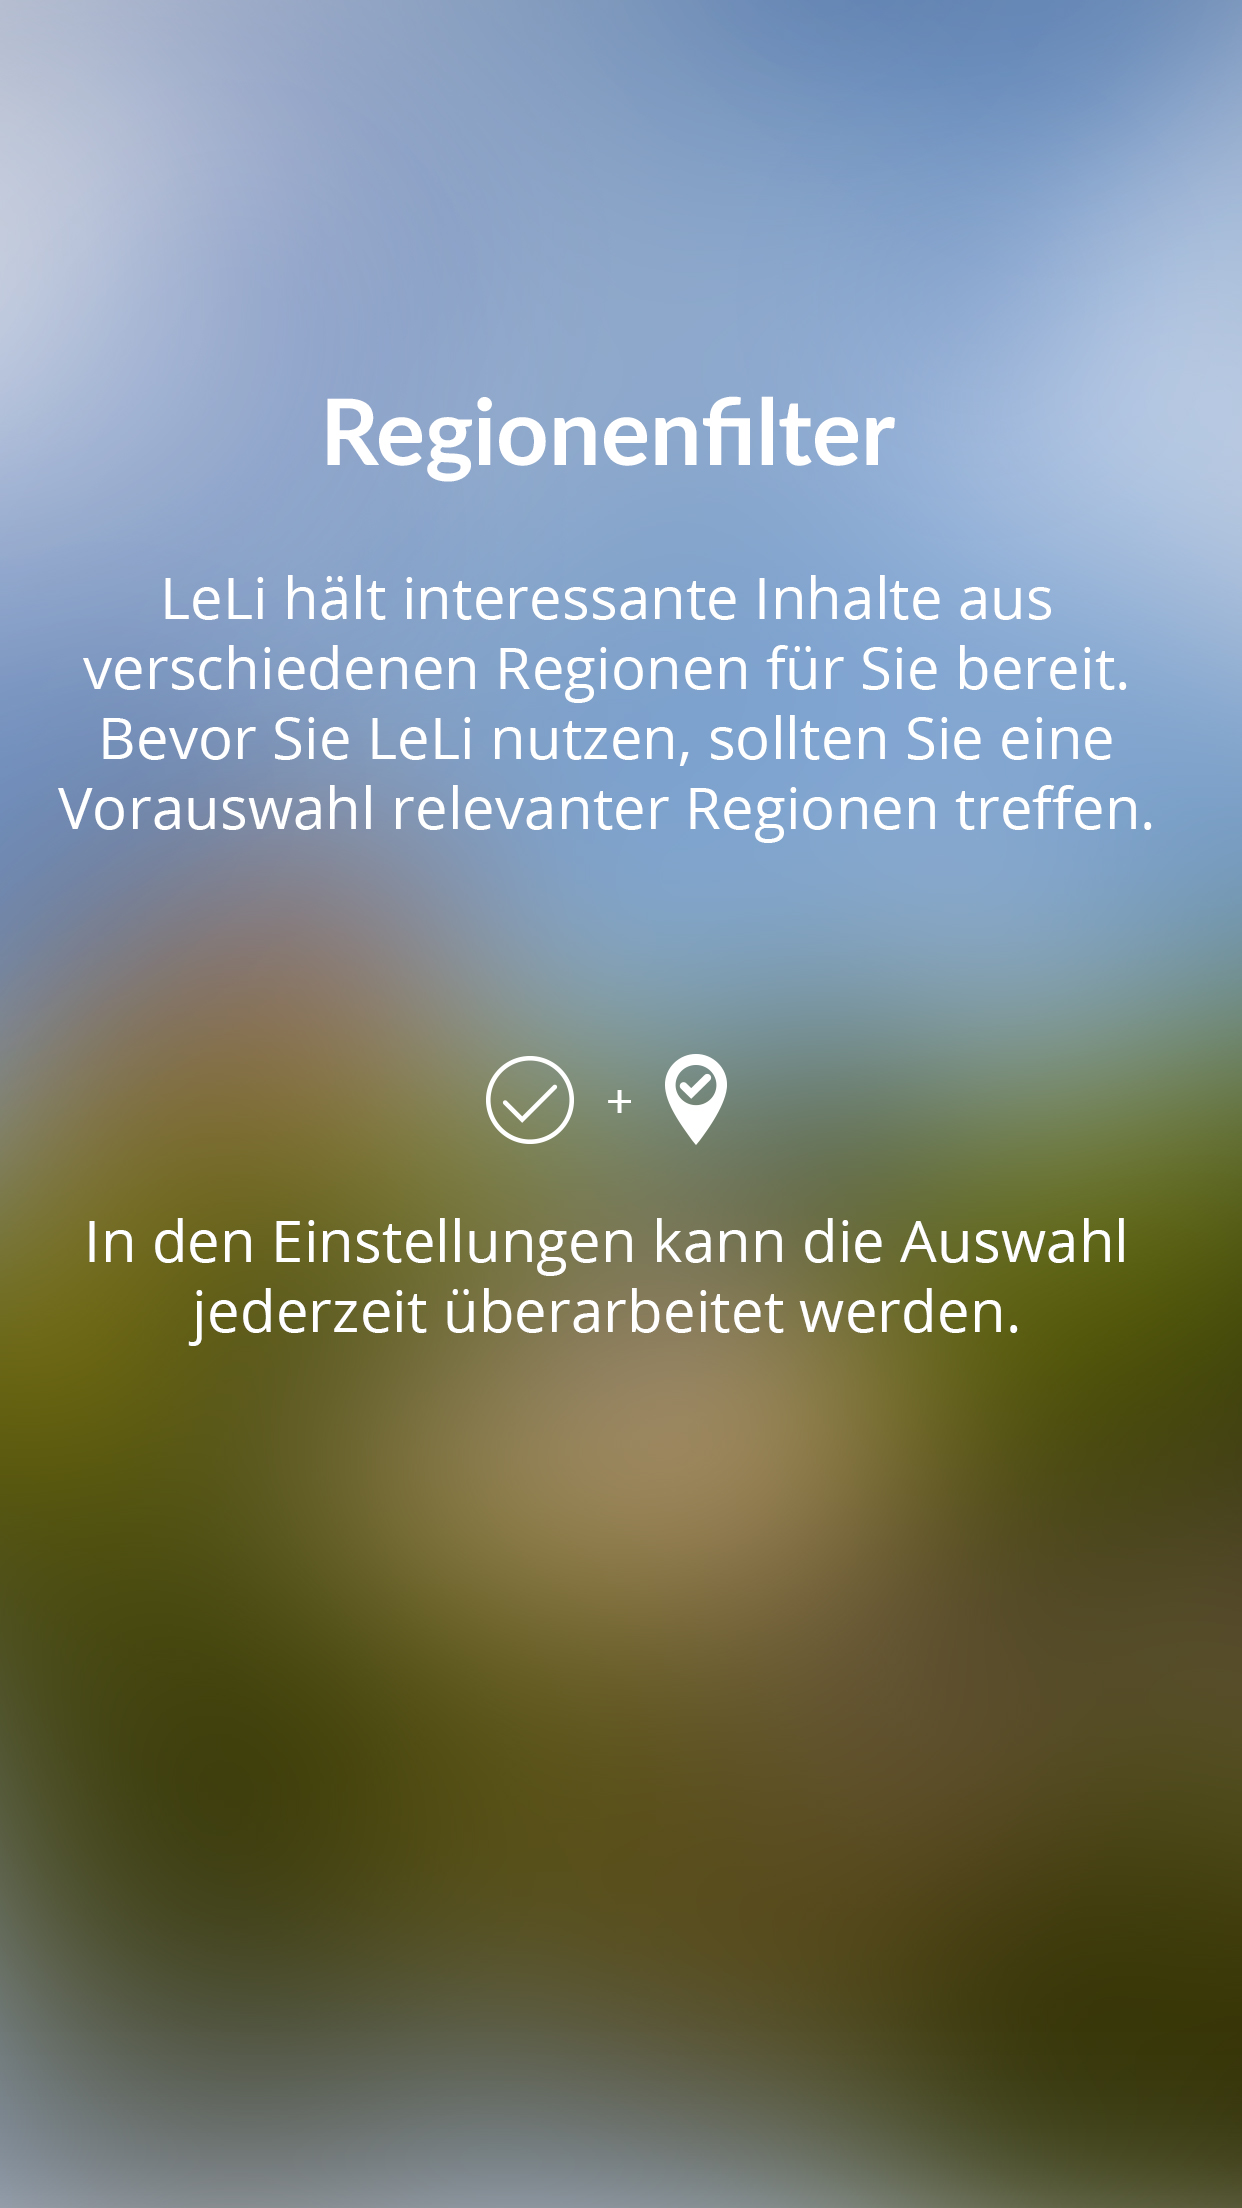 Regionenfilter
LeLi hält interessante Inhalte aus
verschiedenen Regionen für Sie bereit.
Bevor Sie LeLi nutzen, sollten Sie eine
Vorauswahl relevanter Regionen treffen.
+
In den Einstellungen kann die Auswahl
jederzeit überarbeitet werden.